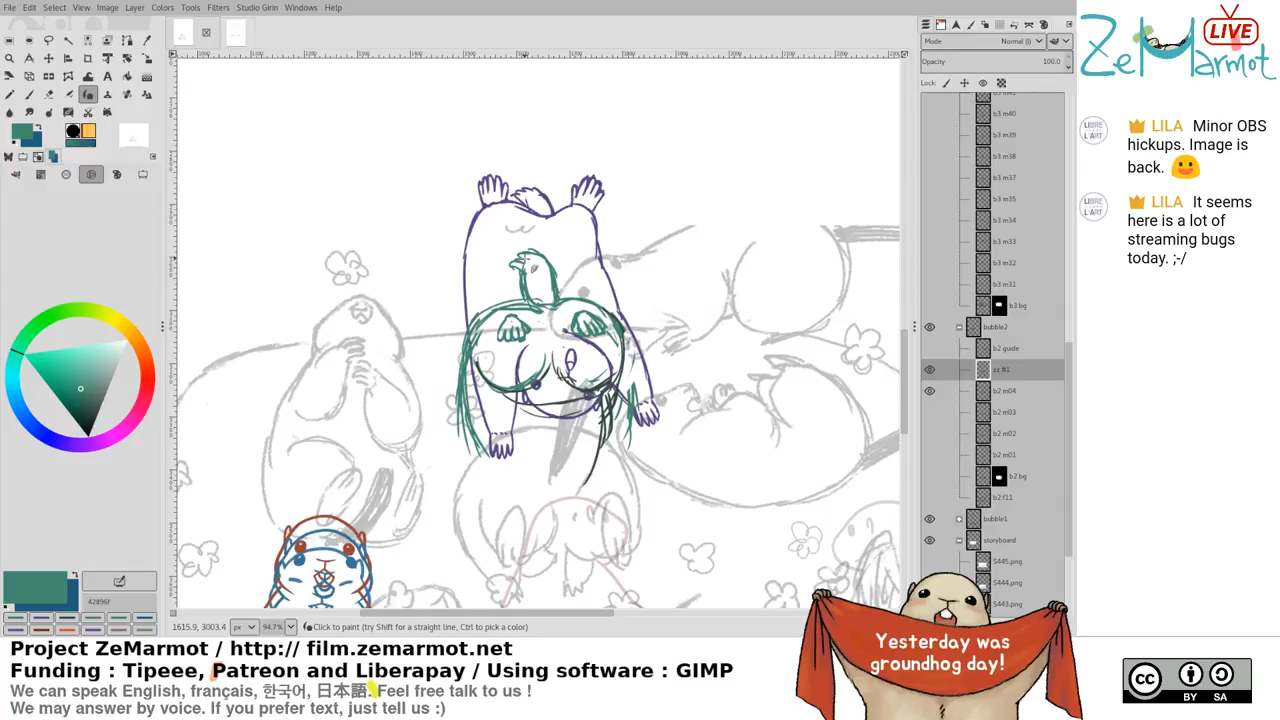 File Edit Select View Image Layer Colors Tools Filters Studio Girin Windows Help
Mode Normal (l)
Opacity 100.0
Lock:
b3 m40
b3 m39
b3 m38
b3 m37
b3 m35
b3 m34
b3 m33
b3 m32
b3 m31
b3 bg
bubble2
b2 guide
zz #1
b2 m04
b2 m03
b2 m02
b2 m01
b2 bg
b2 f11
bubble1
storyboard
S445.png
S444.png
S443.png
42896f
1615.9, 3003.4 px 94.7% Click to paint (try Shift for a straight line, Ctrl to pick a color)
LIVE
ZeMarmot
LILA Minor OBS
hickups. Image is
back.
LILA It seems
here is a lot of
streaming bugs
today. ;-/
Project ZeMarmot / http:// film.zemarmot.net
Funding : Tipeee, Patreon and Liberapay / Using software : GIMP
We can speak English, français, 한국어, 日本語. Feel free talk to us !
We may answer by voice. If you prefer text, just tell us :)
Yesterday was
groundhog day!
CC BY SA